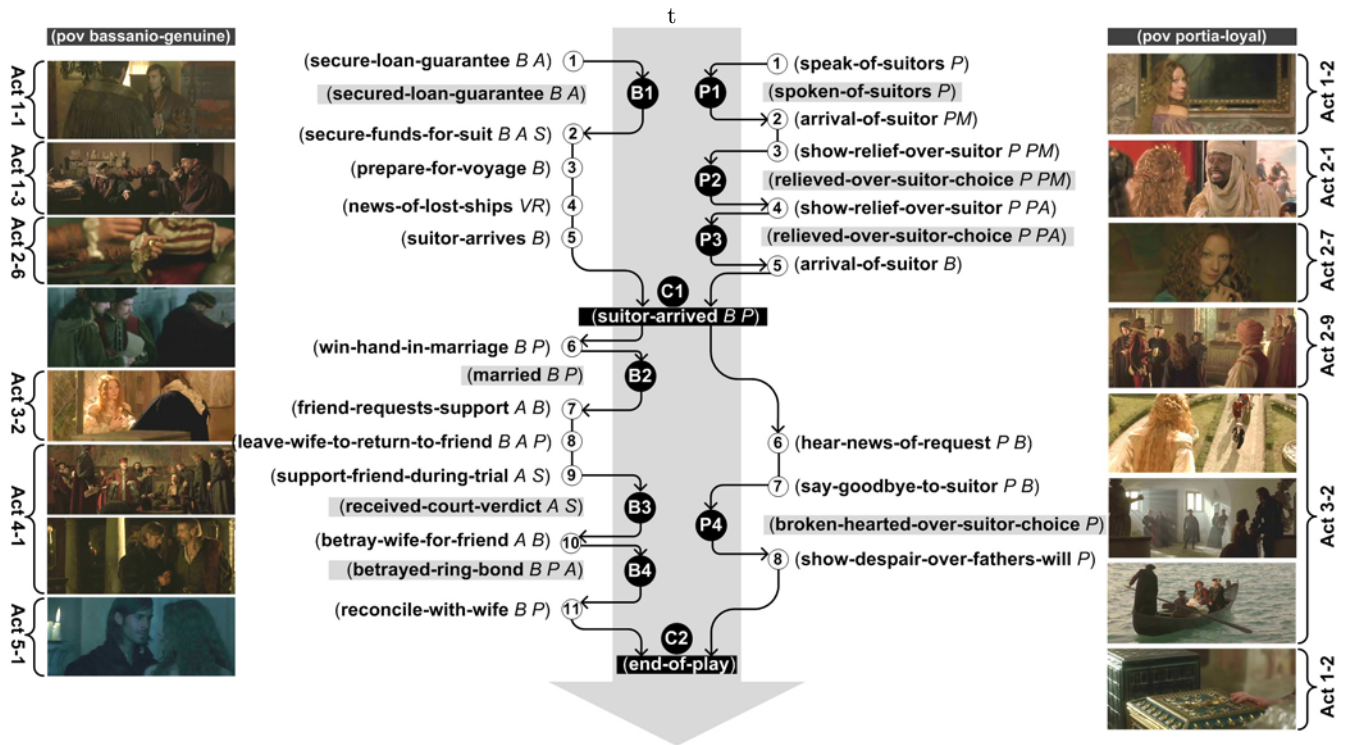 t
(pov bassanio-genuine)
Act 1-1
Act 1-3
Act 2-6
Act 3-2
Act 4-1
Act 5-1
(secure-loan-guarantee B A) 1
(secured-loan-guarantee B A) B1
(secure-funds-for-suit B A S) 2
(prepare-for-voyage B) 3
(news-of-lost-ships VR) 4
(suitor-arrives B) 5
C1
(suitor-arrived B P)
(win-hand-in-marriage B P) 6
(married B P) B2
(friend-requests-support A B) 7
(leave-wife-to-return-to-friend B A P) 8
(support-friend-during-trial A S) 9
(received-court-verdict A S) B3
(betray-wife-for-friend A B) 10
(betrayed-ring-bond B P A) B4
(reconcile-with-wife B P) 11
C2
(end-of-play)
1 (speak-of-suitors P)
P1 (spoken-of-suitors P)
2 (arrival-of-suitor PM)
3 (show-relief-over-suitor P PM)
P2 (relieved-over-suitor-choice P PM)
4 (show-relief-over-suitor P PA)
P3 (relieved-over-suitor-choice P PA)
5 (arrival-of-suitor B)
6 (hear-news-of-request P B)
7 (say-goodbye-to-suitor P B)
P4 (broken-hearted-over-suitor-choice P)
8 (show-despair-over-fathers-will P)
(pov portia-loyal)
Act 1-2
Act 2-1
Act 2-7
Act 2-9
Act 3-2
Act 1-2